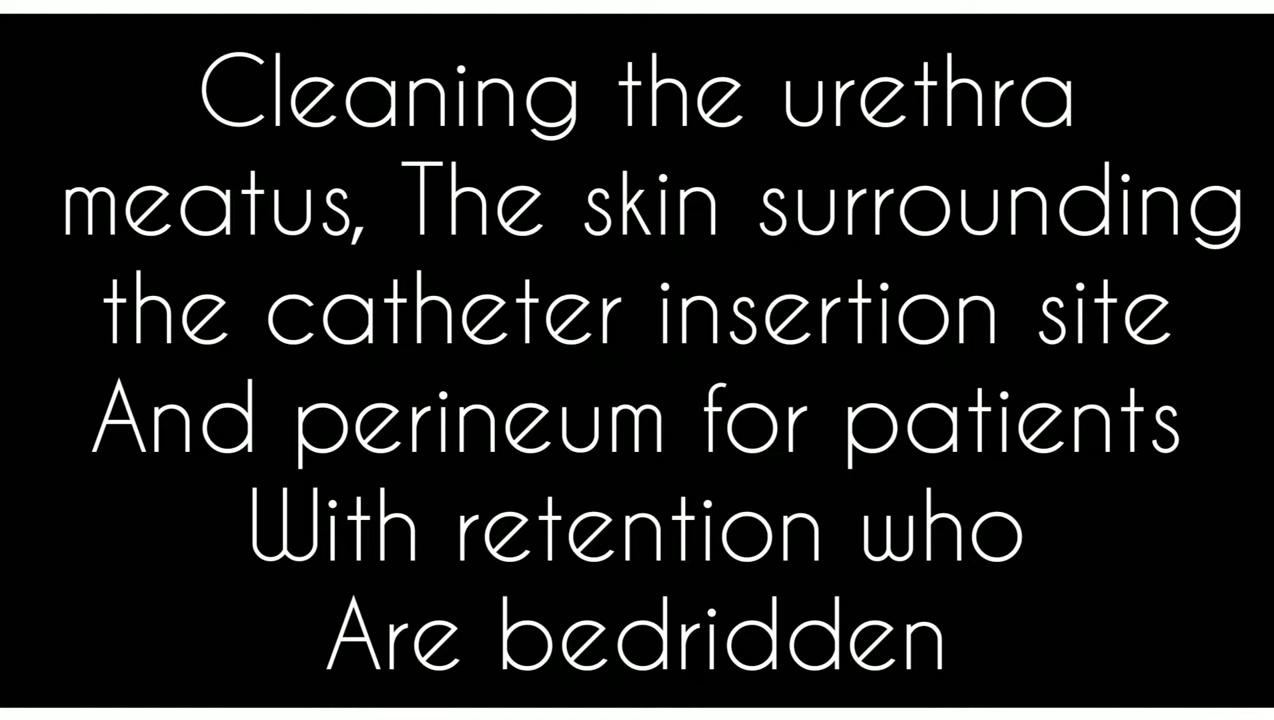 Cleaning the urethra
meatus, The skin surrounding
the catheter insertion site
And perineum for patients
With retention who
Are bedridden